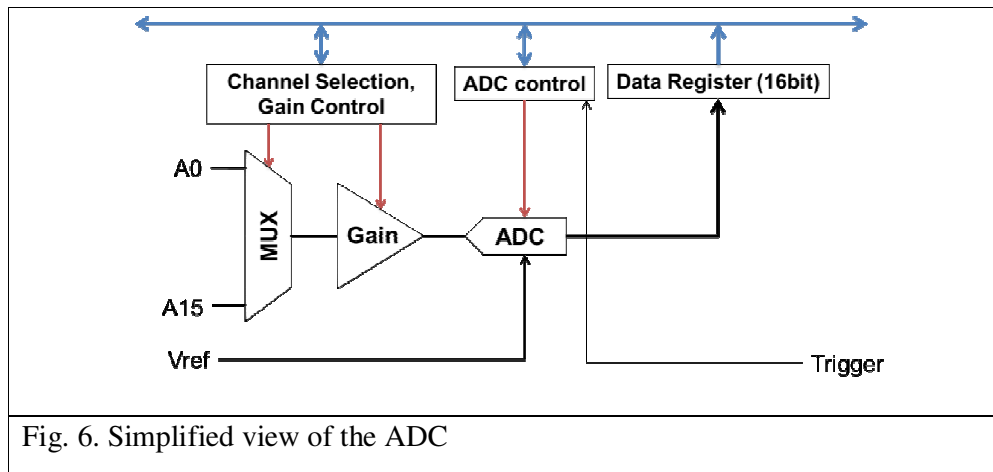 Channel Selection,
Gain Control
ADC control
Data Register (16bit)
A0
MUX
Gain
ADC
A15
Vref
Trigger
Fig. 6. Simplified view of the ADC